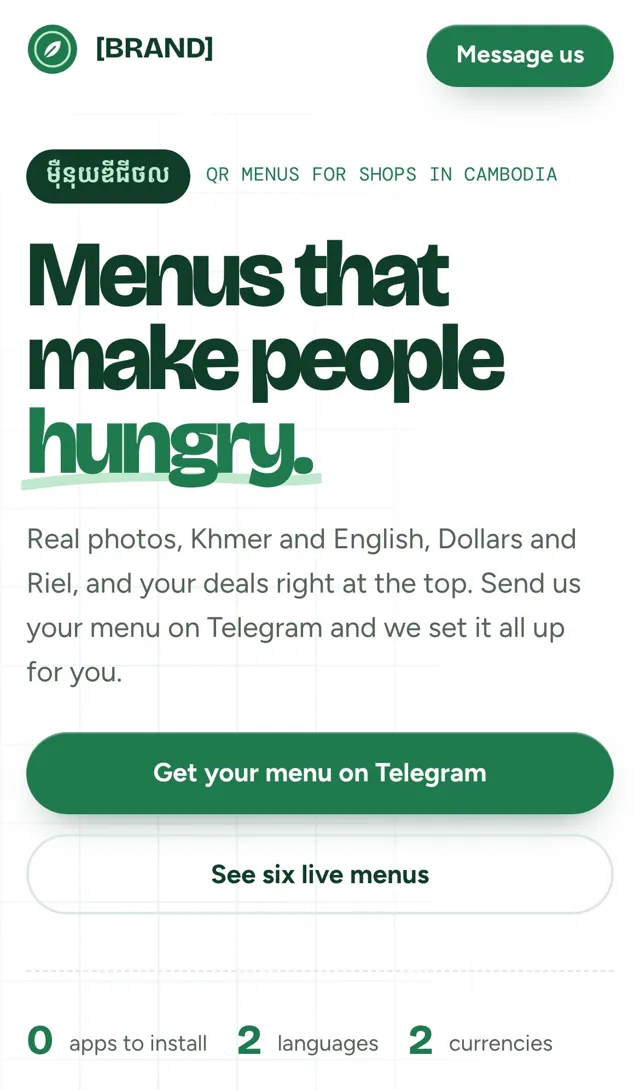 [BRAND]
Message us
ម៉ឺនុយឌីជីថល
QR MENUS FOR SHOPS IN CAMBODIA
Menus that
make people
hungry.
Real photos, Khmer and English, Dollars and
Riel, and your deals right at the top. Send us
your menu on Telegram and we set it all up
for you.
Get your menu on Telegram
See six live menus
0 apps to install 2 languages 2 currencies